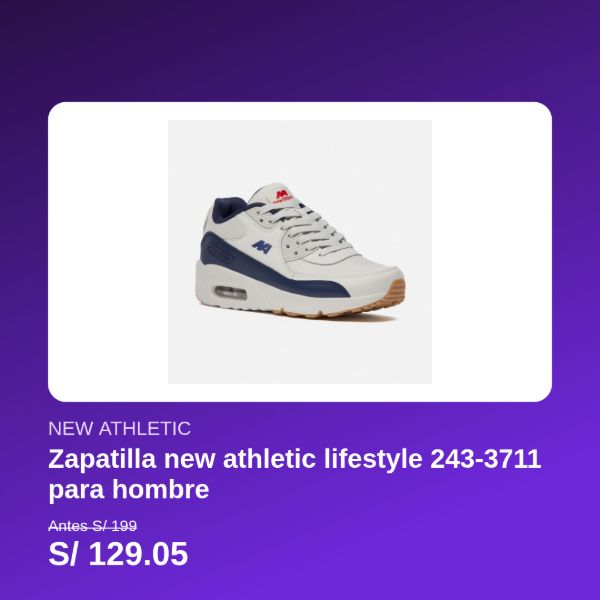 NEW ATHLETIC
Zapatilla new athletic lifestyle 243-3711
para hombre
Antes S/ 199
S/ 129.05